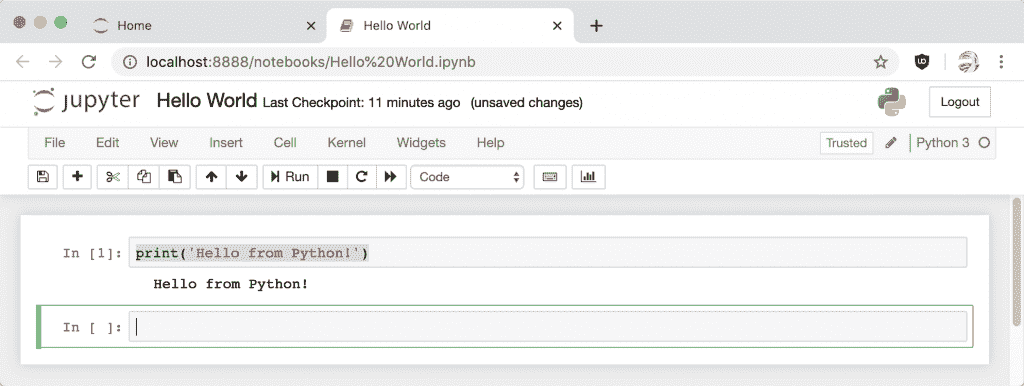 Home
Hello World
localhost:8888/notebooks/Hello%20World.ipynb
jupyter Hello World Last Checkpoint: 11 minutes ago (unsaved changes)
Logout
File Edit View Insert Cell Kernel Widgets Help Trusted Python 3
Run Code
In [1]: print('Hello from Python!')
Hello from Python!
In [ ]: